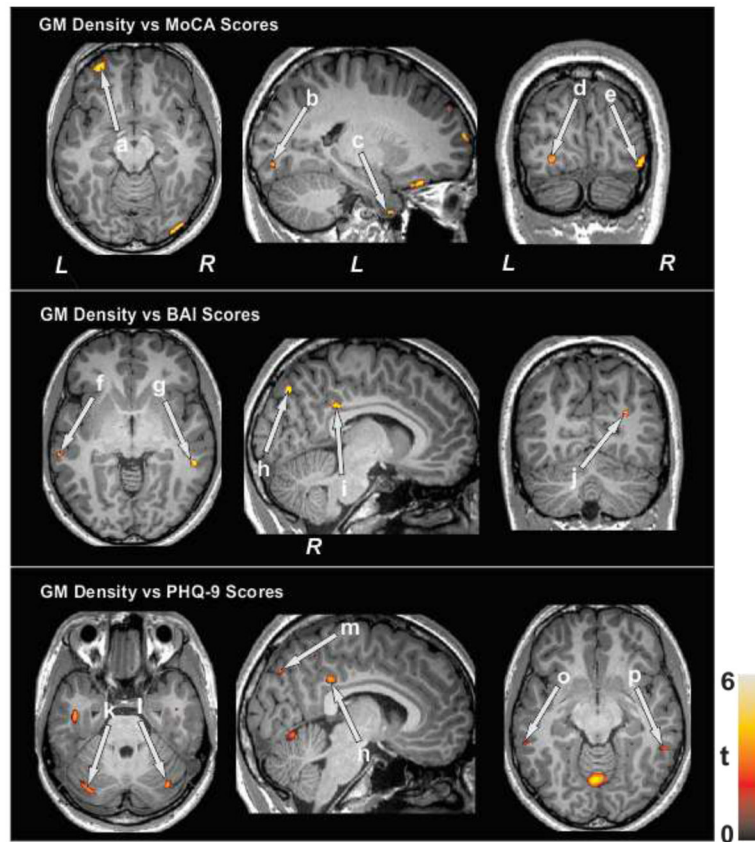 GM Density vs MoCA Scores
a
b
c
d
e
L R L L R
GM Density vs BAI Scores
f
g
h
i
j
R
GM Density vs PHQ-9 Scores
k l
m
n
o
p
6
t
0